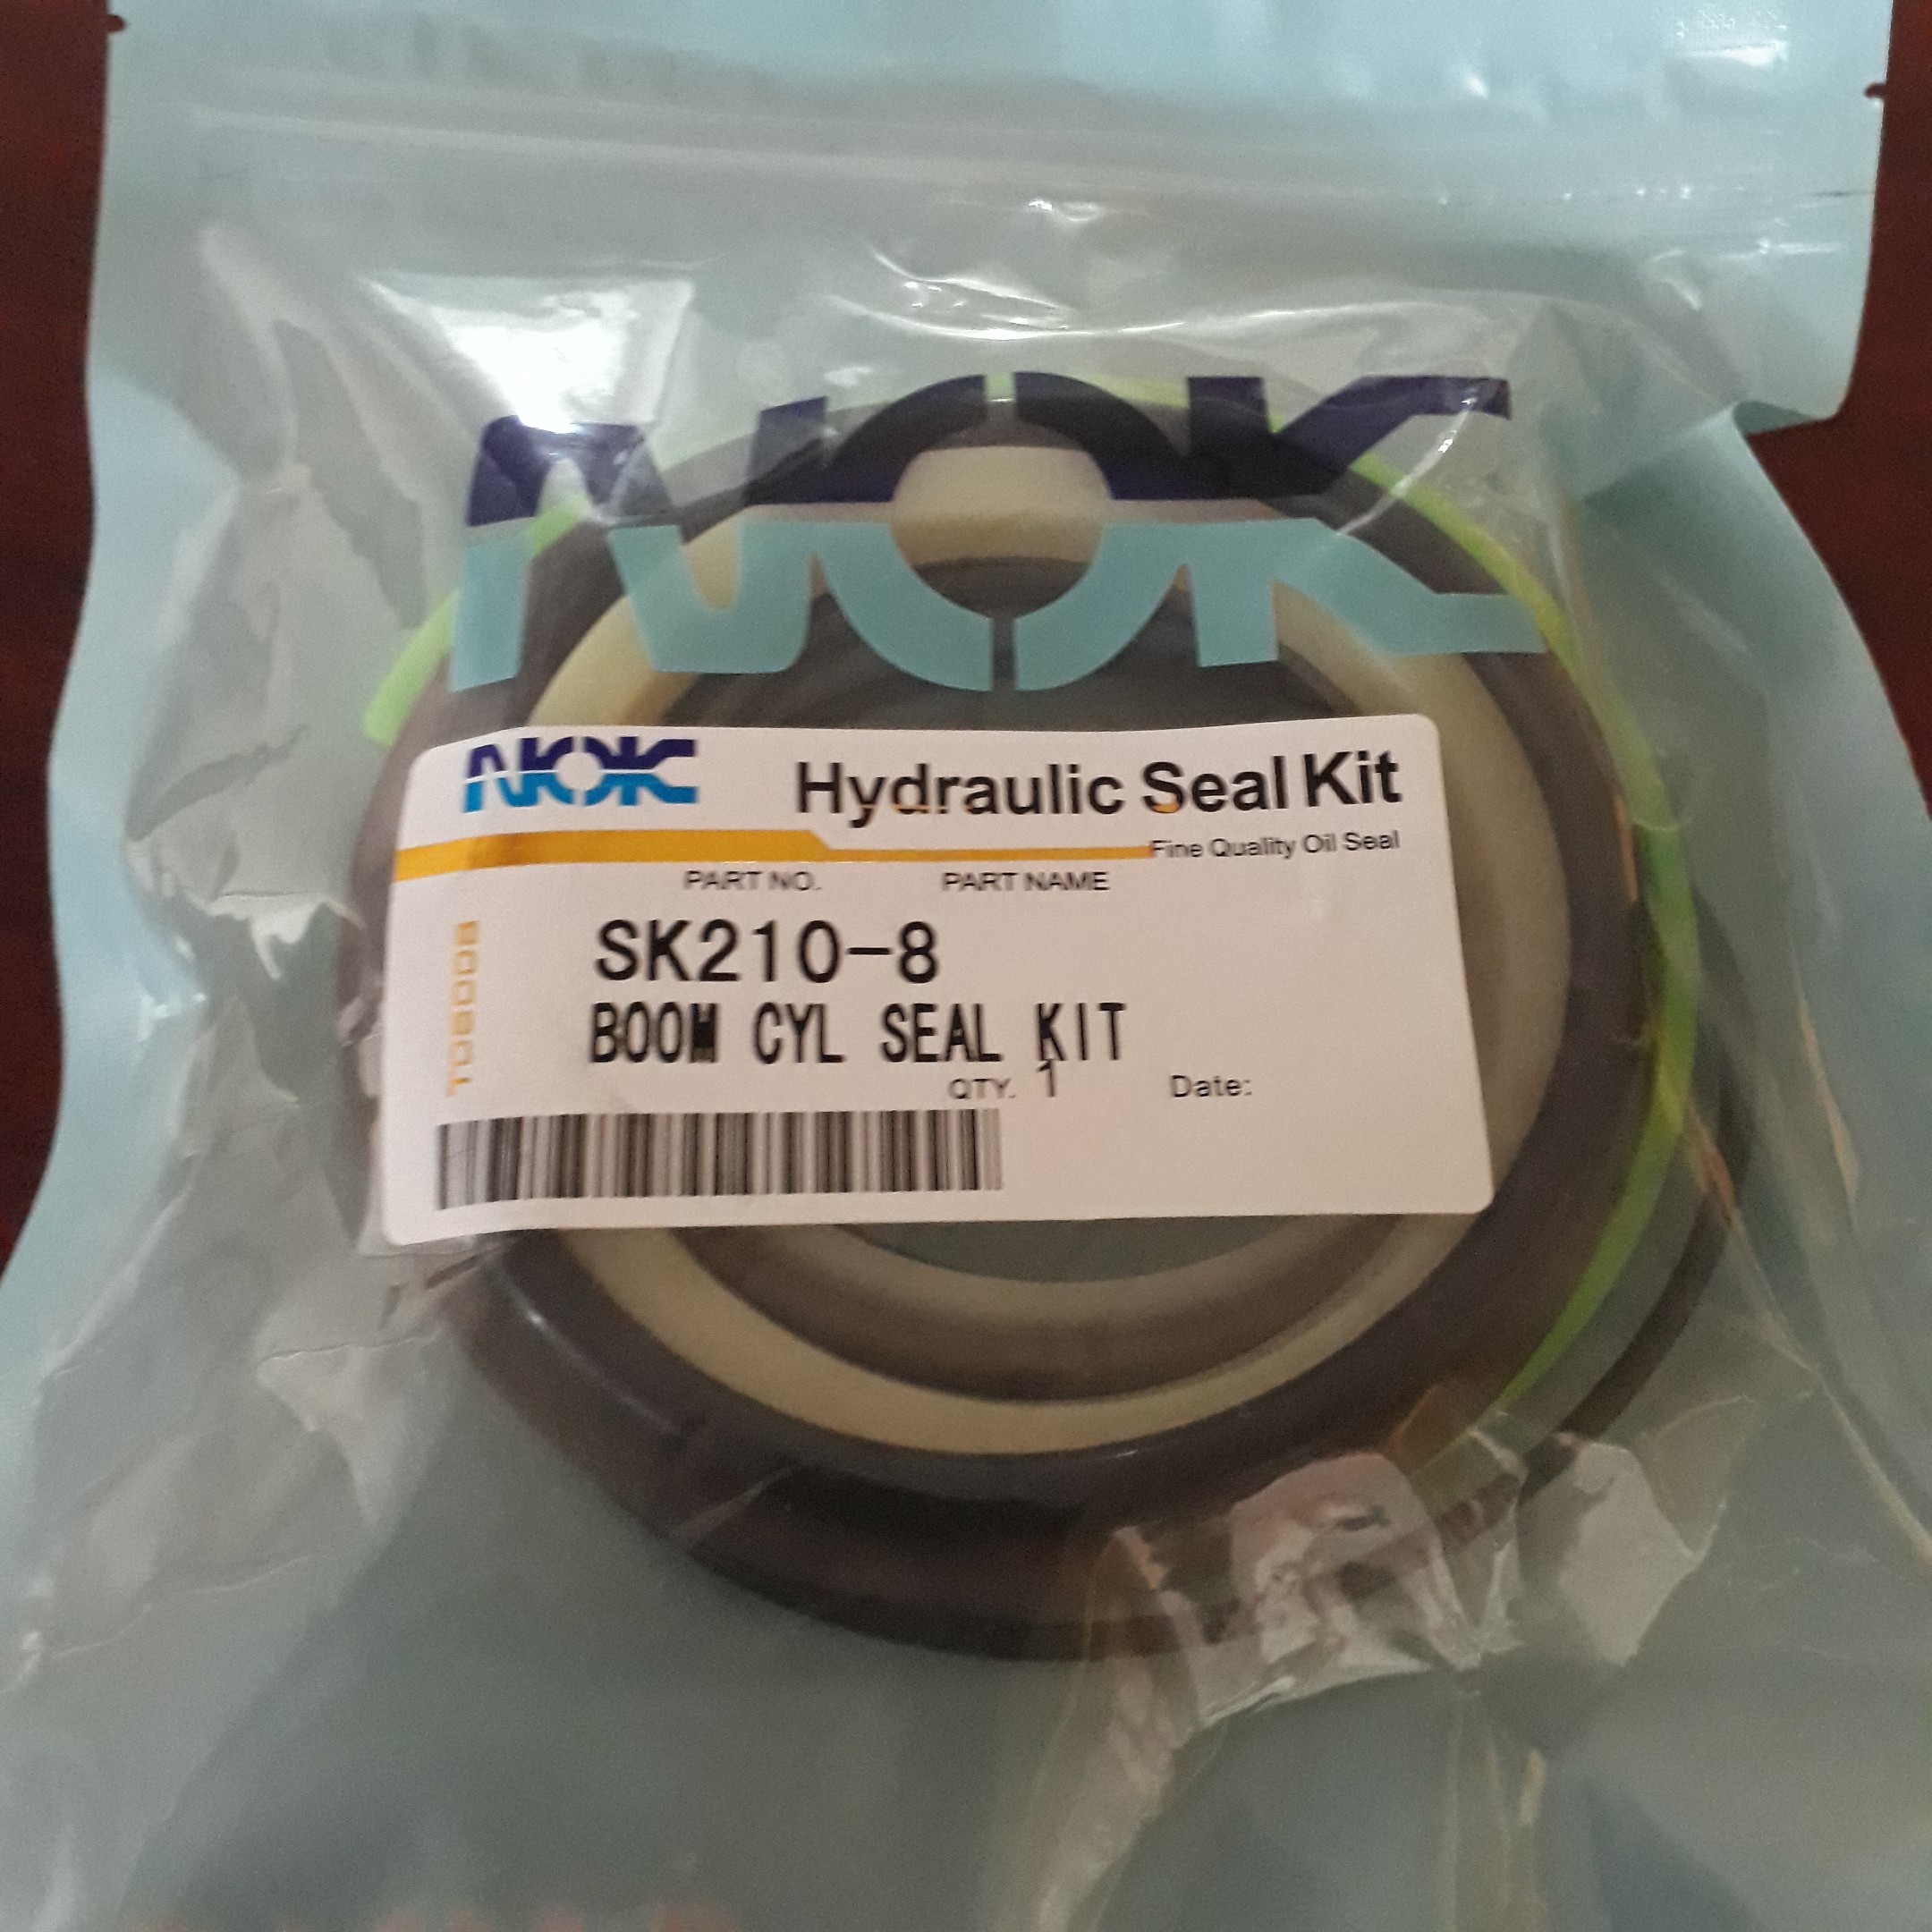 NOK
NOK Hydraulic Seal Kit
Fine Quality Oil Seal
PART NO. PART NAME
SK210-8
BOOM CYL SEAL KIT
QTY. 1 Date: